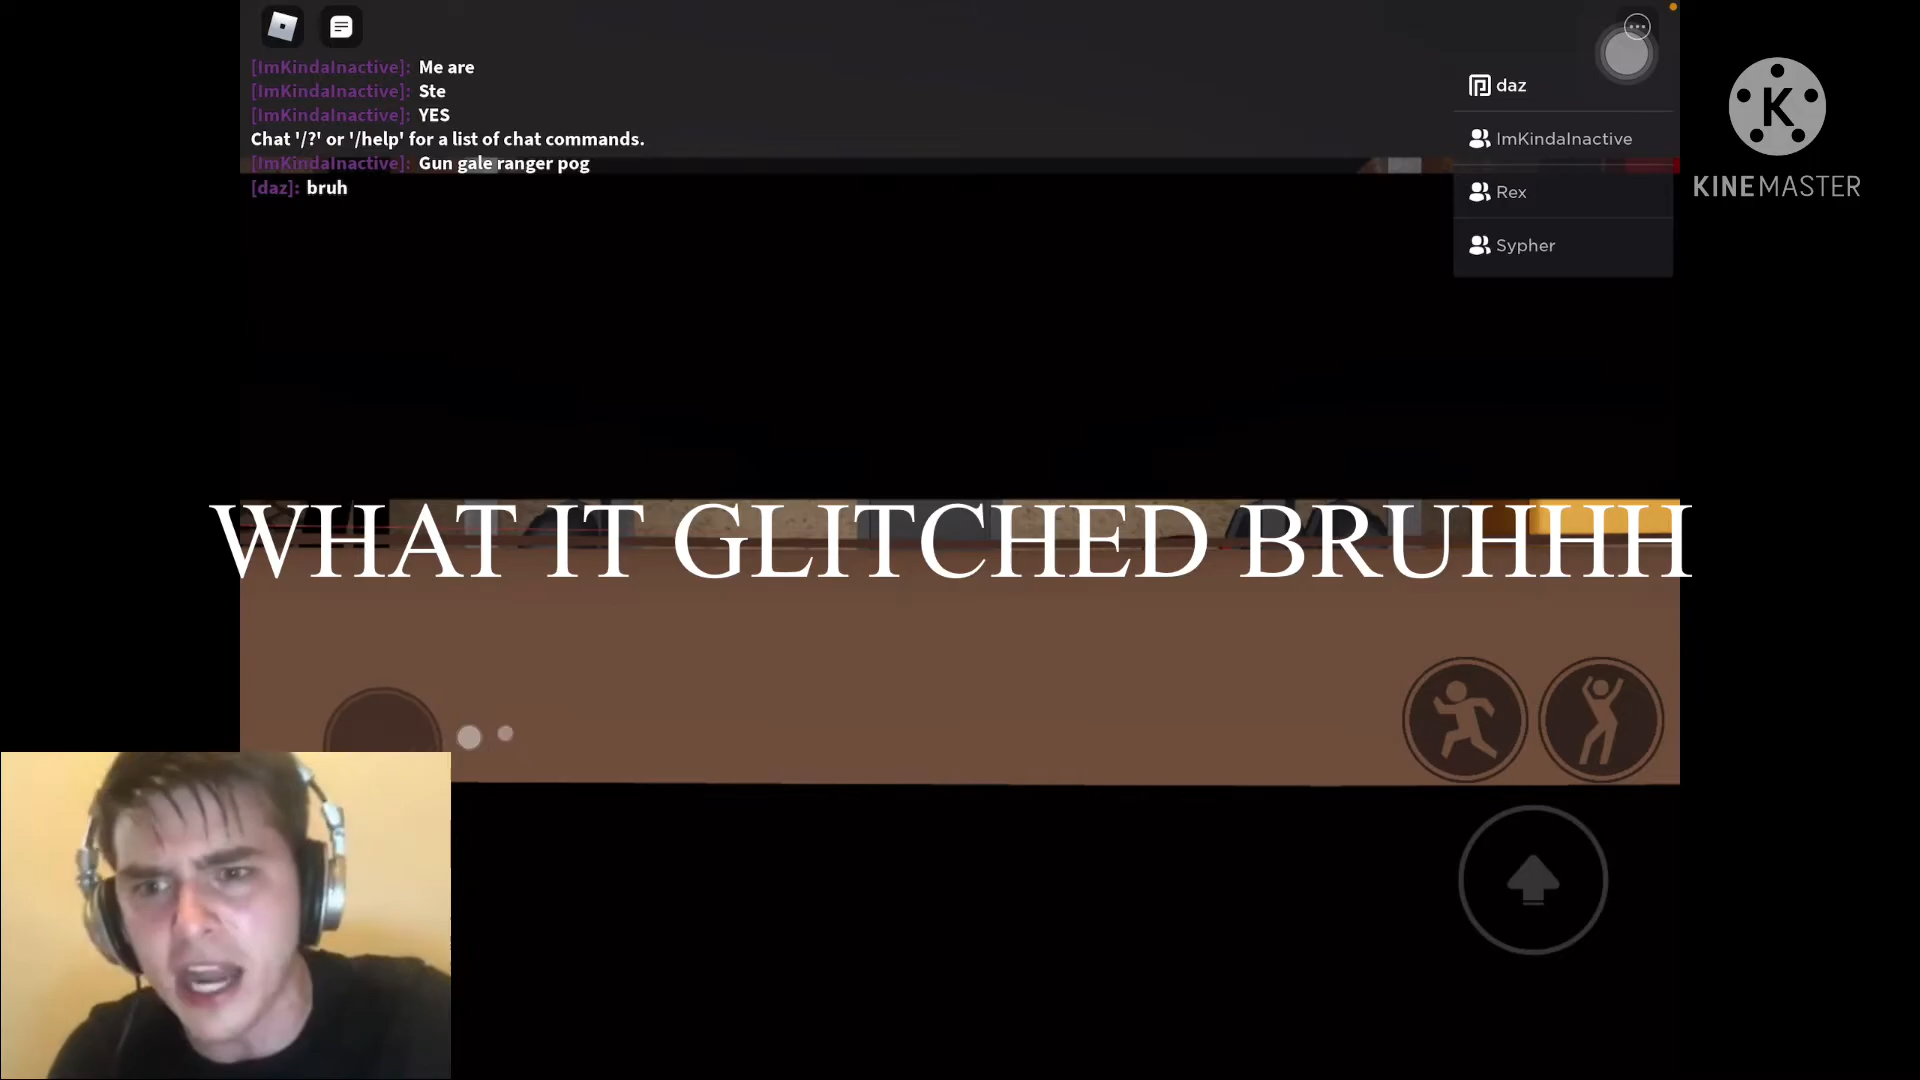 [ImKindaInactive]: Me are
[ImKindaInactive]: Ste
[ImKindaInactive]: YES
Chat '/?' or '/help' for a list of chat commands.
[ImKindaInactive]: Gun gale ranger pog
[daz]: bruh
daz
ImKindaInactive
Rex
Sypher
K
KINEMASTER
WHAT IT GLITCHED BRUHHH